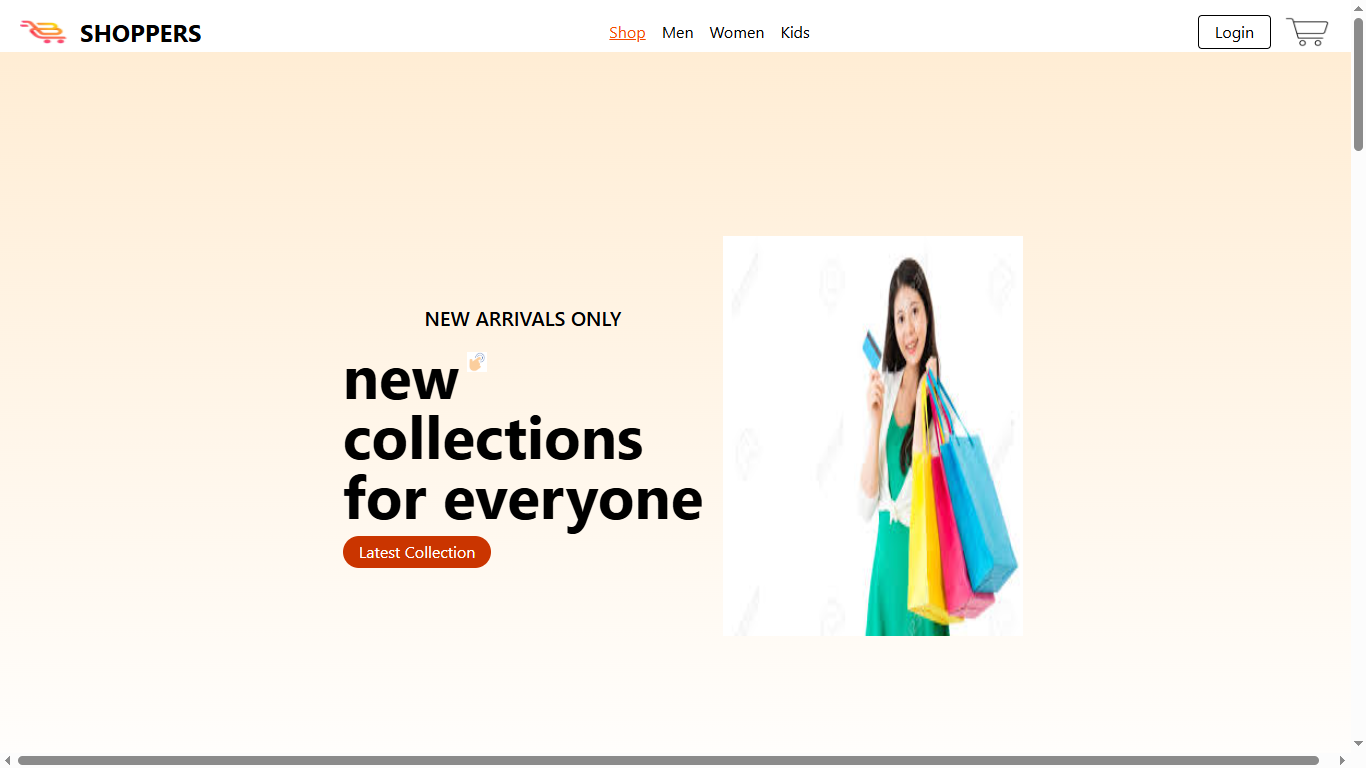 SHOPPERS
Shop Men Women Kids
Login
NEW ARRIVALS ONLY
new
collections
for everyone
Latest Collection